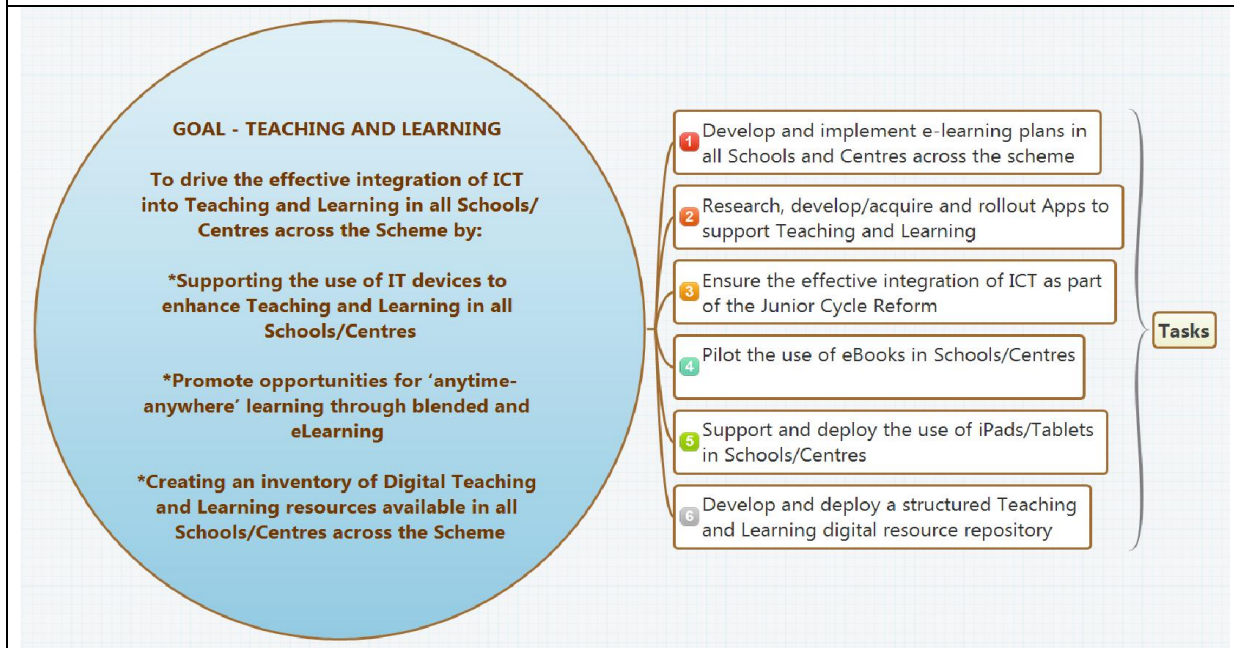 GOAL - TEACHING AND LEARNING
To drive the effective integration of ICT
into Teaching and Learning in all Schools/
Centres across the Scheme by:
*Supporting the use of IT devices to
enhance Teaching and Learning in all
Schools/Centres
*Promote opportunities for ‘anytime-
anywhere’ learning through blended and
eLearning
*Creating an inventory of Digital Teaching
and Learning resources available in all
Schools/Centres across the Scheme
1 Develop and implement e-learning plans in
all Schools and Centres across the scheme
2 Research, develop/acquire and rollout Apps to
support Teaching and Learning
3 Ensure the effective integration of ICT as part
of the Junior Cycle Reform
4 Pilot the use of eBooks in Schools/Centres
5 Support and deploy the use of iPads/Tablets
in Schools/Centres
6 Develop and deploy a structured Teaching
and Learning digital resource repository
Tasks